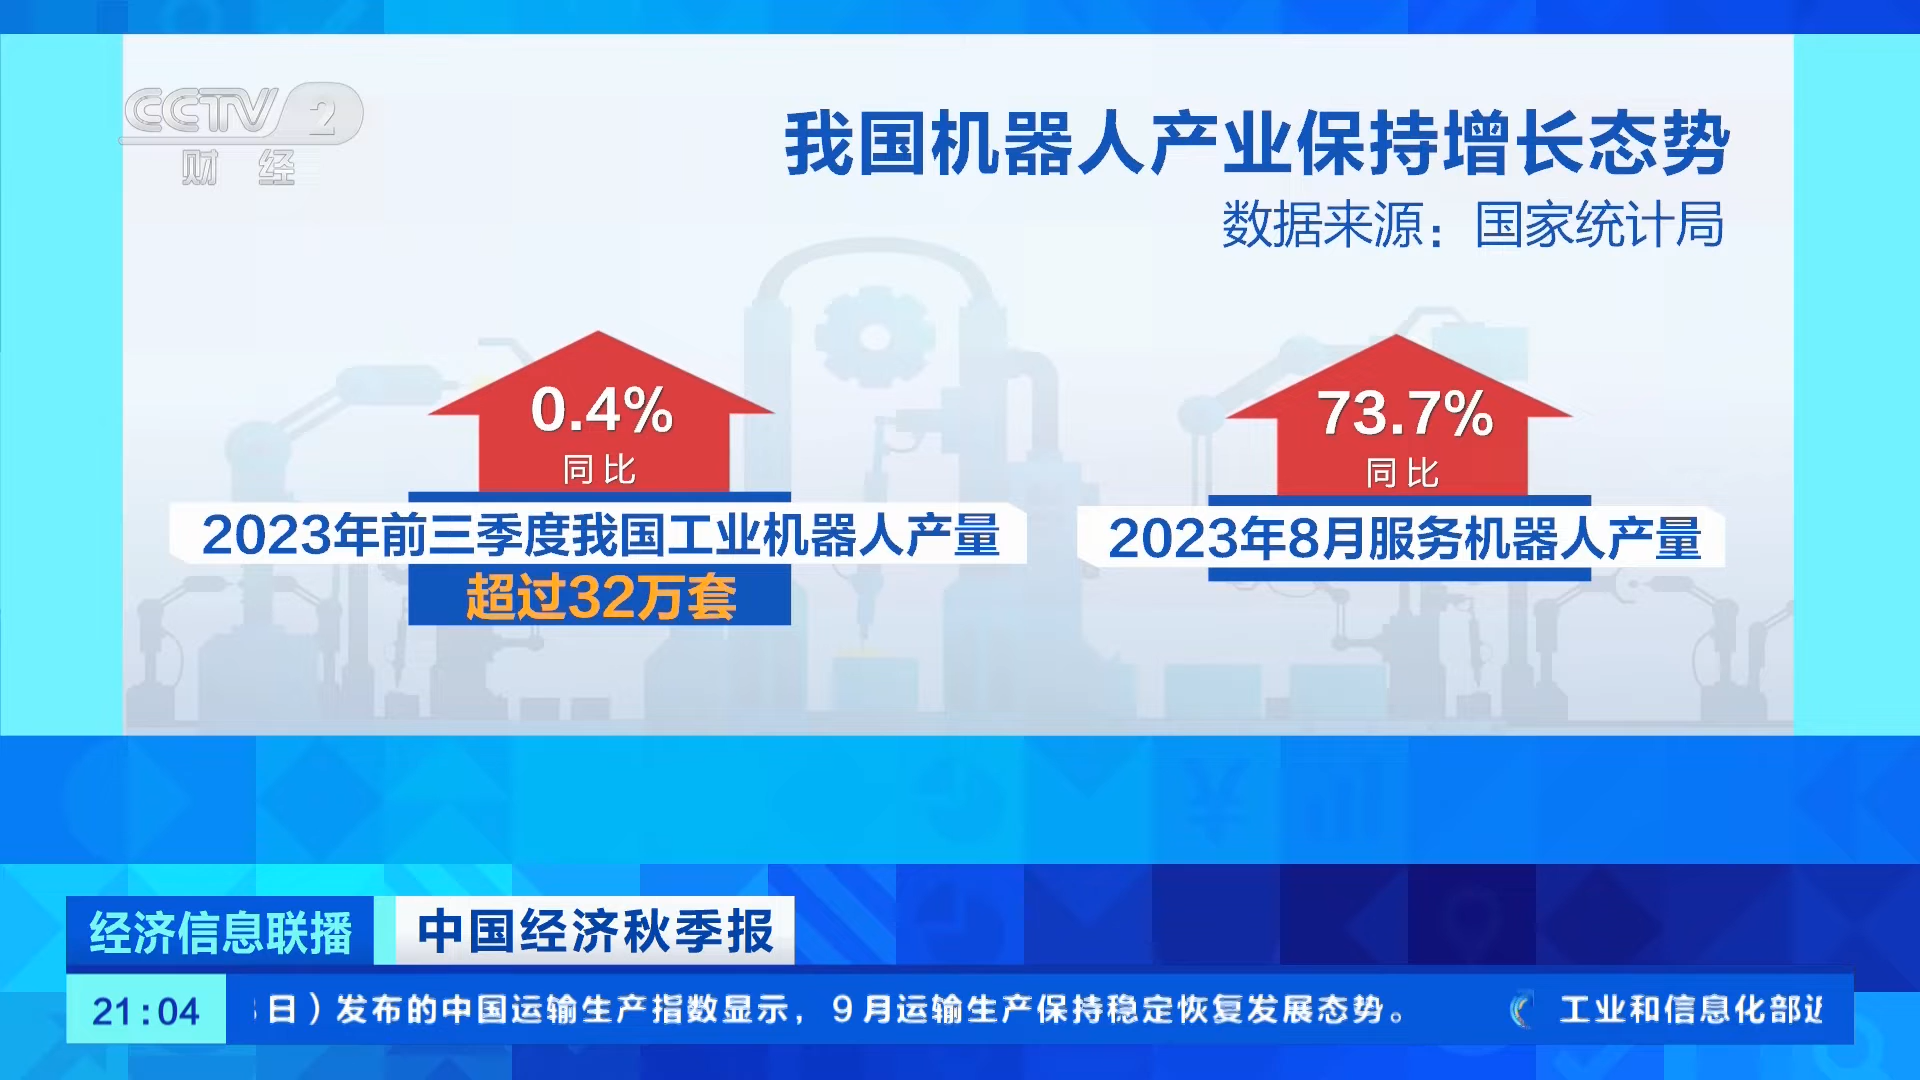 CCTV 2
财 经
我国机器人产业保持增长态势
数据来源：国家统计局
0.4%
同比
2023年前三季度我国工业机器人产量
超过32万套
73.7%
同比
2023年8月服务机器人产量
经济信息联播
中国经济秋季报
21:04
日）发布的中国运输生产指数显示，9月运输生产保持稳定恢复发展态势。 工业和信息化部